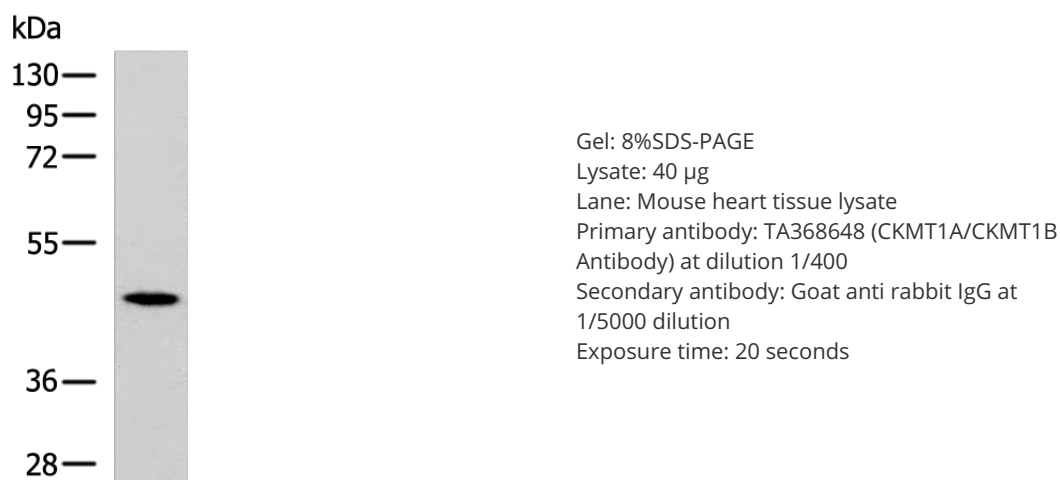 kDa
130
95
72
55
36
28
Gel: 8%SDS-PAGE
Lysate: 40 μg
Lane: Mouse heart tissue lysate
Primary antibody: TA368648 (CKMT1A/CKMT1B
Antibody) at dilution 1/400
Secondary antibody: Goat anti rabbit IgG at
1/5000 dilution
Exposure time: 20 seconds